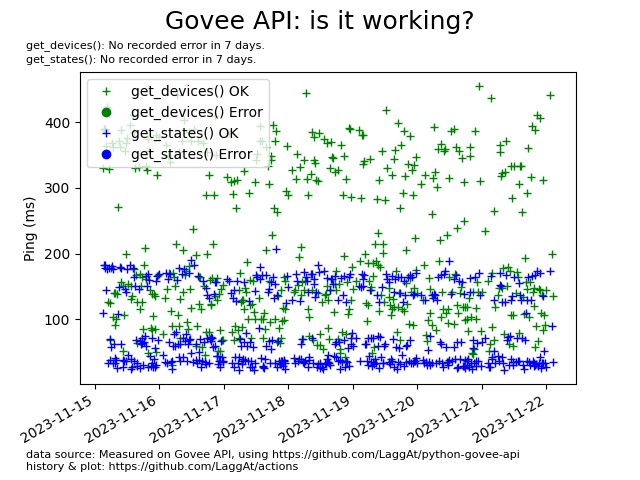 Govee API: is it working?
get_devices(): No recorded error in 7 days.
get_states(): No recorded error in 7 days.
get_devices() OK
get_devices() Error
get_states() OK
get_states() Error
Ping (ms)
400
300
200
100
2023-11-15
2023-11-16
2023-11-17
2023-11-18
2023-11-19
2023-11-20
2023-11-21
2023-11-22
data source: Measured on Govee API, using https://github.com/LaggAt/python-govee-api
history & plot: https://github.com/LaggAt/actions